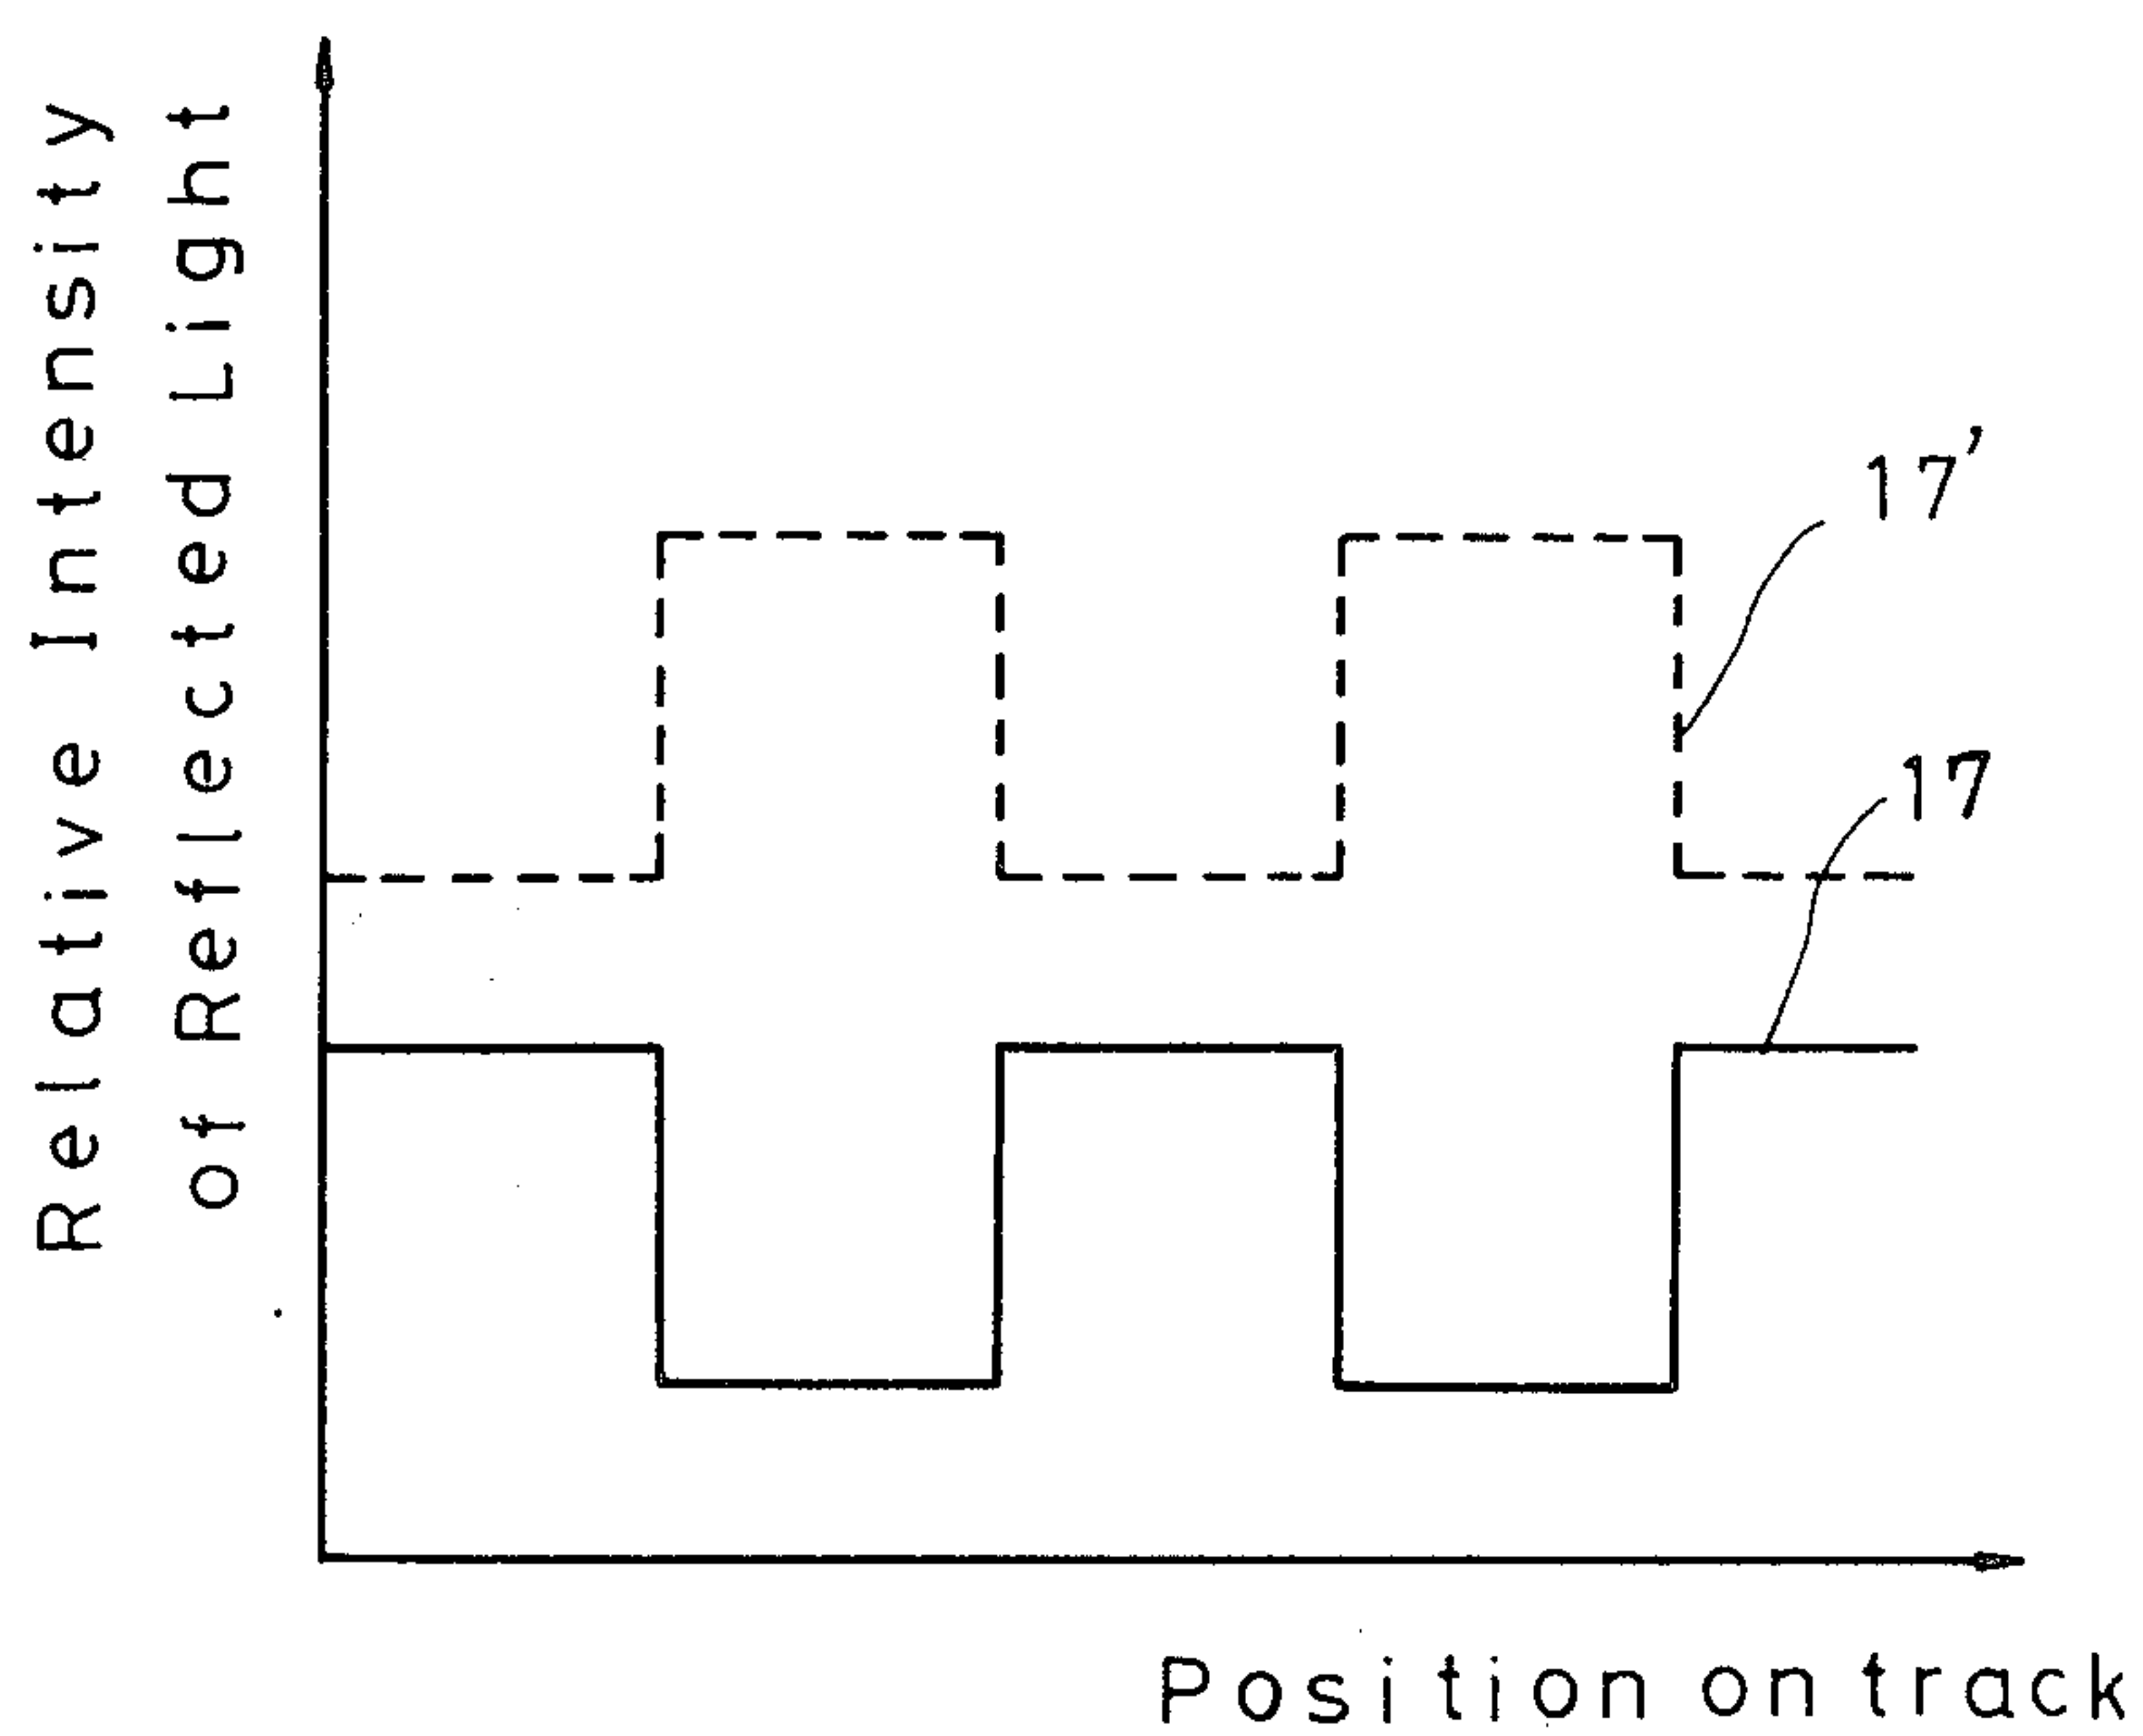 Relative Intensity
of Reflected Light
17'
17
Position on track